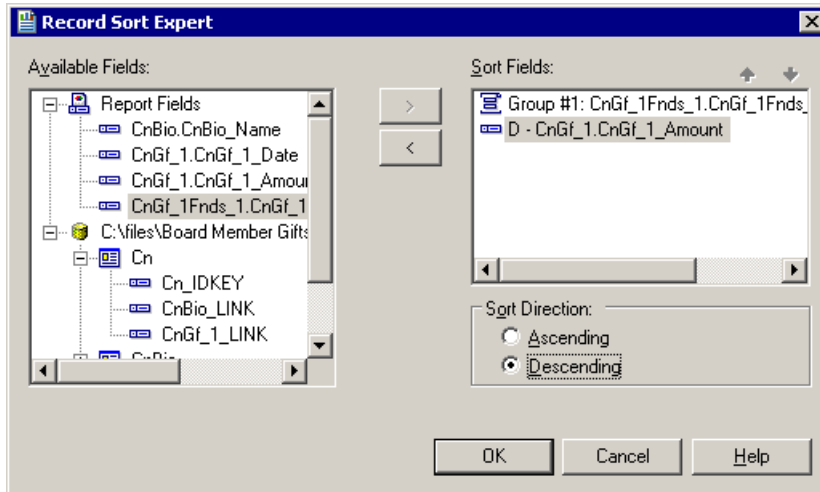 Record Sort Expert
Available Fields:
Report Fields
CnBio.CnBio_Name
CnGf_1.CnGf_1_Date
CnGf_1.CnGf_1_Amour
CnGf_1Fnds_1.CnGf_1
C:\files\Board Member Gifts
Cn
Cn_IDKEY
CnBio_LINK
CnGf_1_LINK
>
<
Sort Fields:
Group #1: CnGf_1Fnds_1.CnGf_1Fnds_
D - CnGf_1.CnGf_1_Amount
Sort Direction:
Ascending
Descending
OK
Cancel
Help